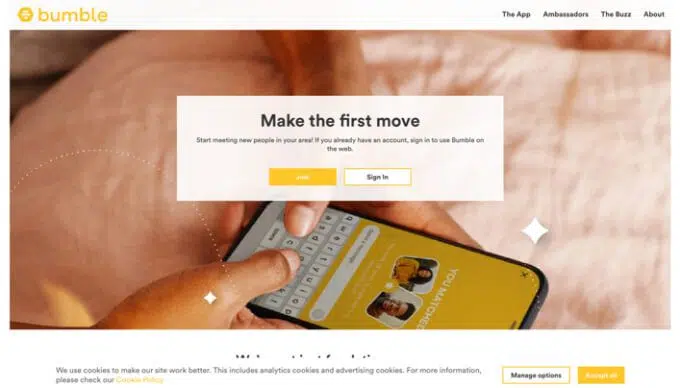 bumble
The App
Ambassadors
The Buzz
About
Make the first move
Start meeting new people in your area! If you already have an account, sign in to use Bumble on
the web.
Join
Sign In
YOU MATCHED
We use cookies to make our site work better. This includes analytics cookies and advertising cookies. For more information,
please check our Cookie Policy
Manage options
Accept all